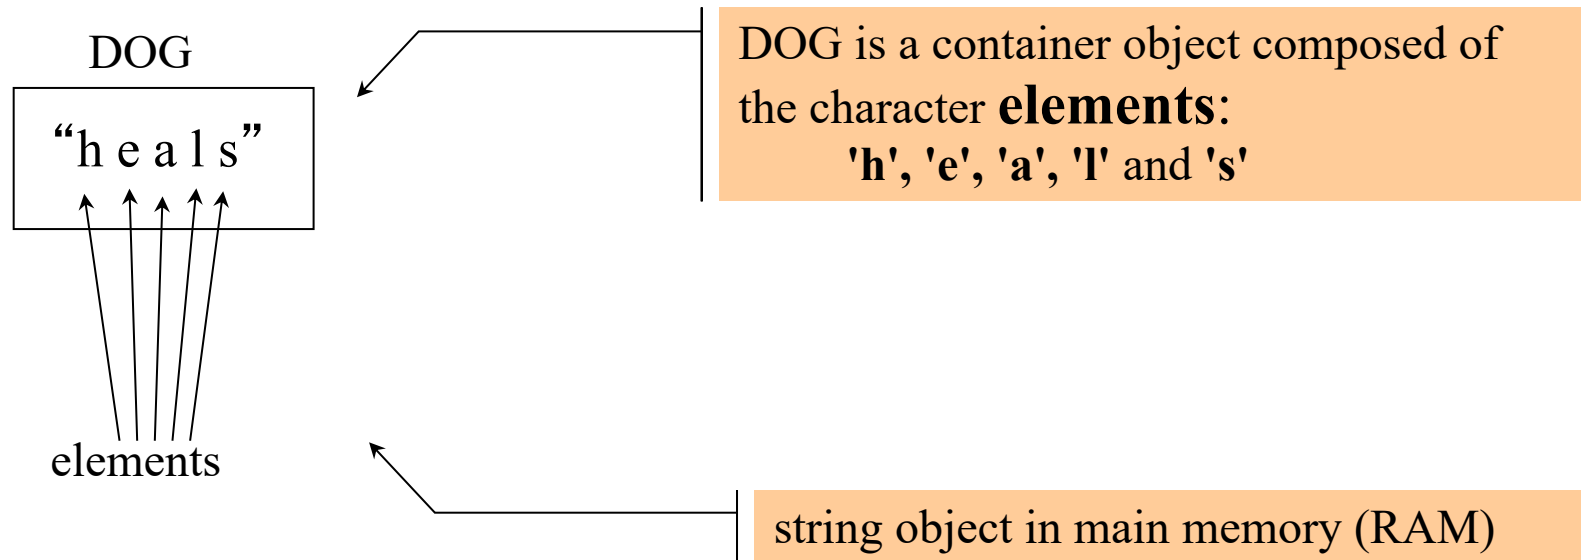 DOG
“h e a l s”
elements
DOG is a container object composed of
the character elements:
'h', 'e', 'a', 'l' and 's'
string object in main memory (RAM)